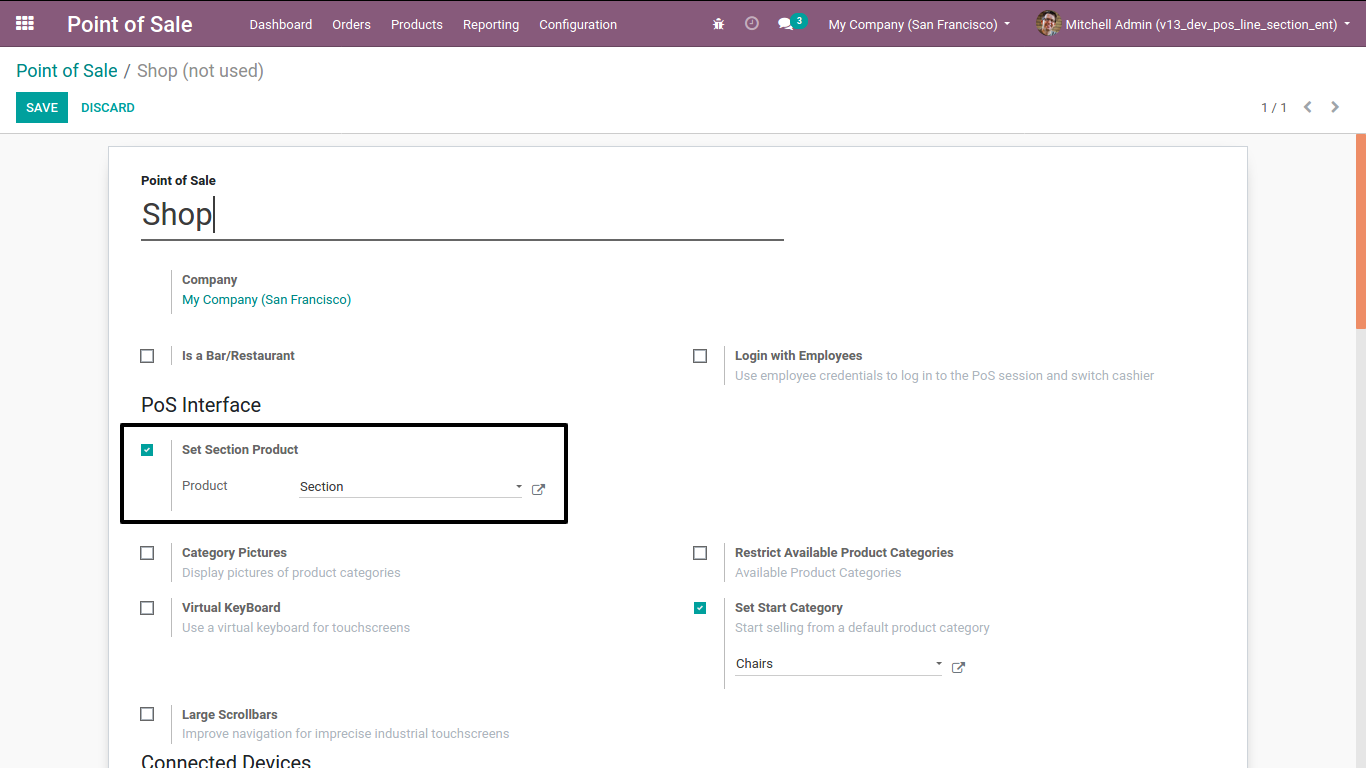 Point of Sale Dashboard Orders Products Reporting Configuration 3 My Company (San Francisco) Mitchell Admin (v13_dev_pos_line_section_ent)
Point of Sale / Shop (not used)
SAVE DISCARD 1 / 1
Point of Sale
Shop
Company
My Company (San Francisco)
Is a Bar/Restaurant Login with Employees
Use employee credentials to log in to the PoS session and switch cashier
PoS Interface
Set Section Product
Product Section
Category Pictures Restrict Available Product Categories
Display pictures of product categories Available Product Categories
Virtual KeyBoard Set Start Category
Use a virtual keyboard for touchscreens Start selling from a default product category
Chairs
Large Scrollbars
Improve navigation for imprecise industrial touchscreens
Connected Devices